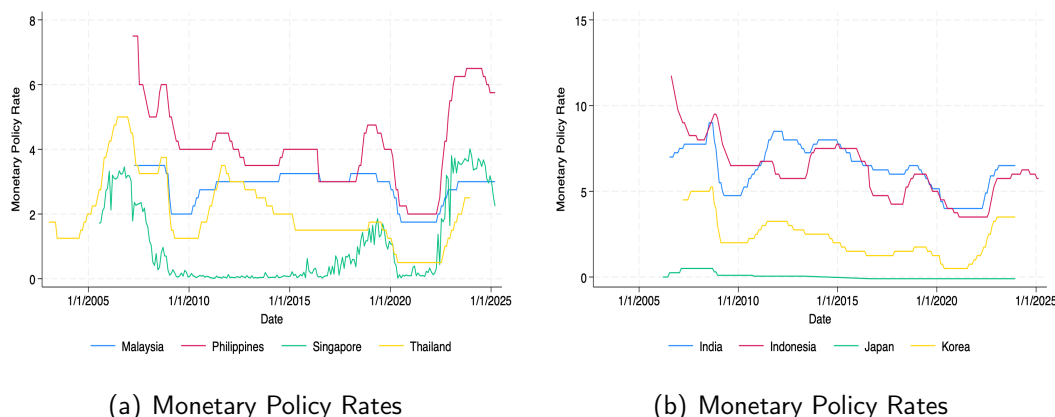 8
6
4
2
0
Monetary Policy Rate
1/1/2005 1/1/2010 1/1/2015 1/1/2020 1/1/2025
Date
Malaysia Philippines Singapore Thailand
(a) Monetary Policy Rates
15
10
5
0
Monetary Policy Rate
1/1/2005 1/1/2010 1/1/2015 1/1/2020 1/1/2025
Date
India Indonesia Japan Korea
(b) Monetary Policy Rates